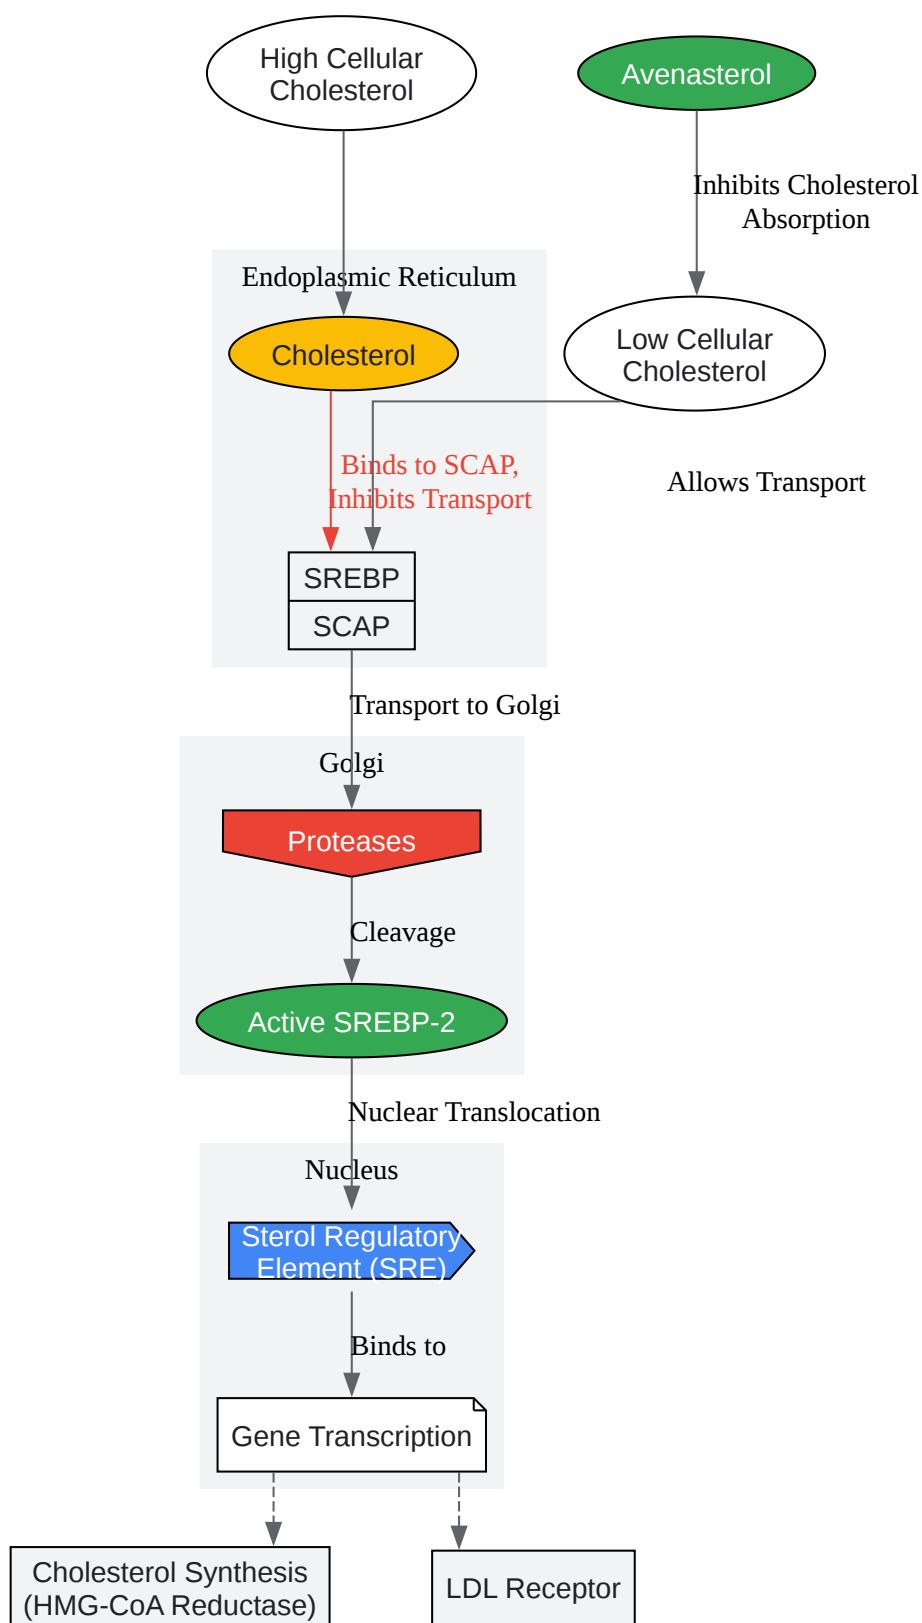 High Cellular
Cholesterol
Avenasterol
Inhibits Cholesterol
Absorption
Endoplasmic Reticulum
Cholesterol
Low Cellular
Cholesterol
Binds to SCAP,
Inhibits Transport
Allows Transport
SREBP
SCAP
Transport to Golgi
Golgi
Proteases
Cleavage
Active SREBP-2
Nuclear Translocation
Nucleus
Sterol Regulatory
Element (SRE)
Binds to
Gene Transcription
Cholesterol Synthesis
(HMG-CoA Reductase)
LDL Receptor